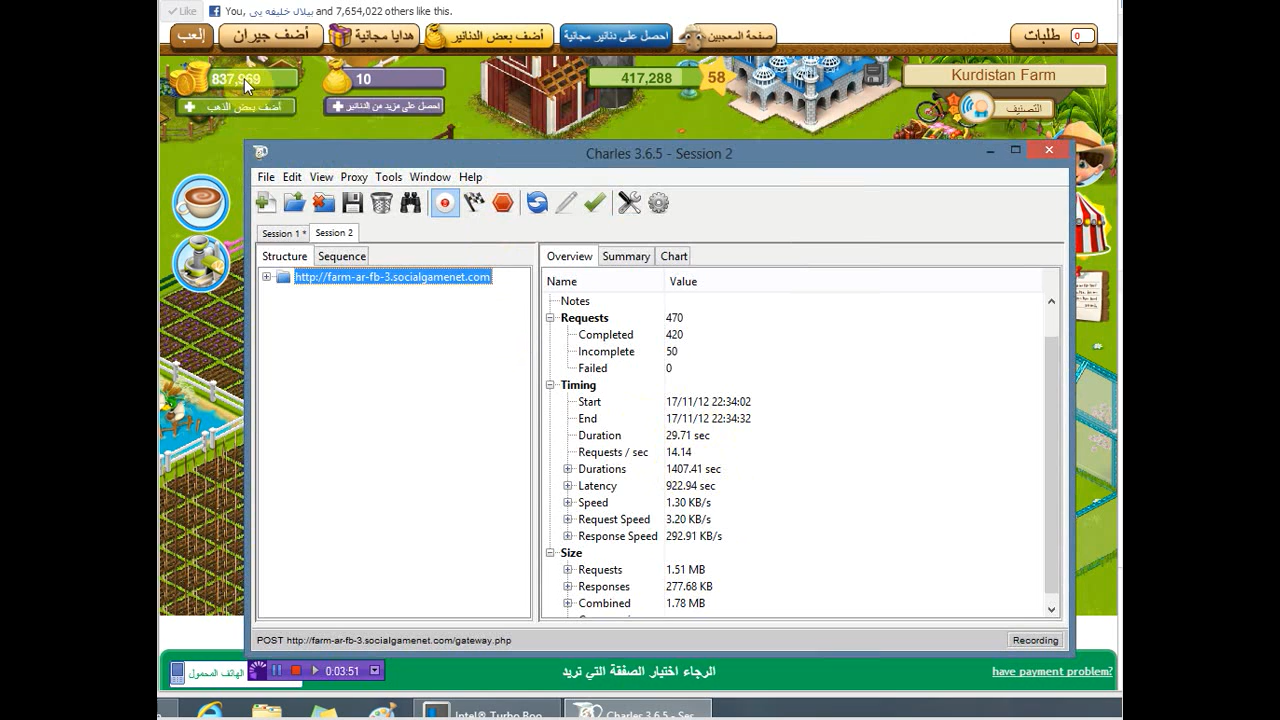 Like
You, بيلال خليفه يى and 7,654,022 others like this.
إلعب
أضف جيران
هدايا مجانية
أضف بعض الدنانير
احصل على دنانير مجانية
صفحة المعجبين
طلبات
0
837,969
10
417,288
58
Kurdistan Farm
أضف بعض الذهب
احصل على مزيد من الدنانير
التصنيف
Charles 3.6.5 - Session 2
File Edit View Proxy Tools Window Help
Session 1 * Session 2
Structure Sequence
Overview Summary Chart
http://farm-ar-fb-3.socialgamenet.com
Name Value
Notes
Requests 470
Completed 420
Incomplete 50
Failed 0
Timing
Start 17/11/12 22:34:02
End 17/11/12 22:34:32
Duration 29.71 sec
Requests / sec 14.14
Durations 1407.41 sec
Latency 922.94 sec
Speed 1.30 KB/s
Request Speed 3.20 KB/s
Response Speed 292.91 KB/s
Size
Requests 1.51 MB
Responses 277.68 KB
Combined 1.78 MB
POST http://farm-ar-fb-3.socialgamenet.com/gateway.php
Recording
الهاتف المحمول
0:03:51
الرجاء اختيار الصفقة التي تريد
have payment problem?
Intel® Turbo Boo...
Charles 3.6.5 - Ses...